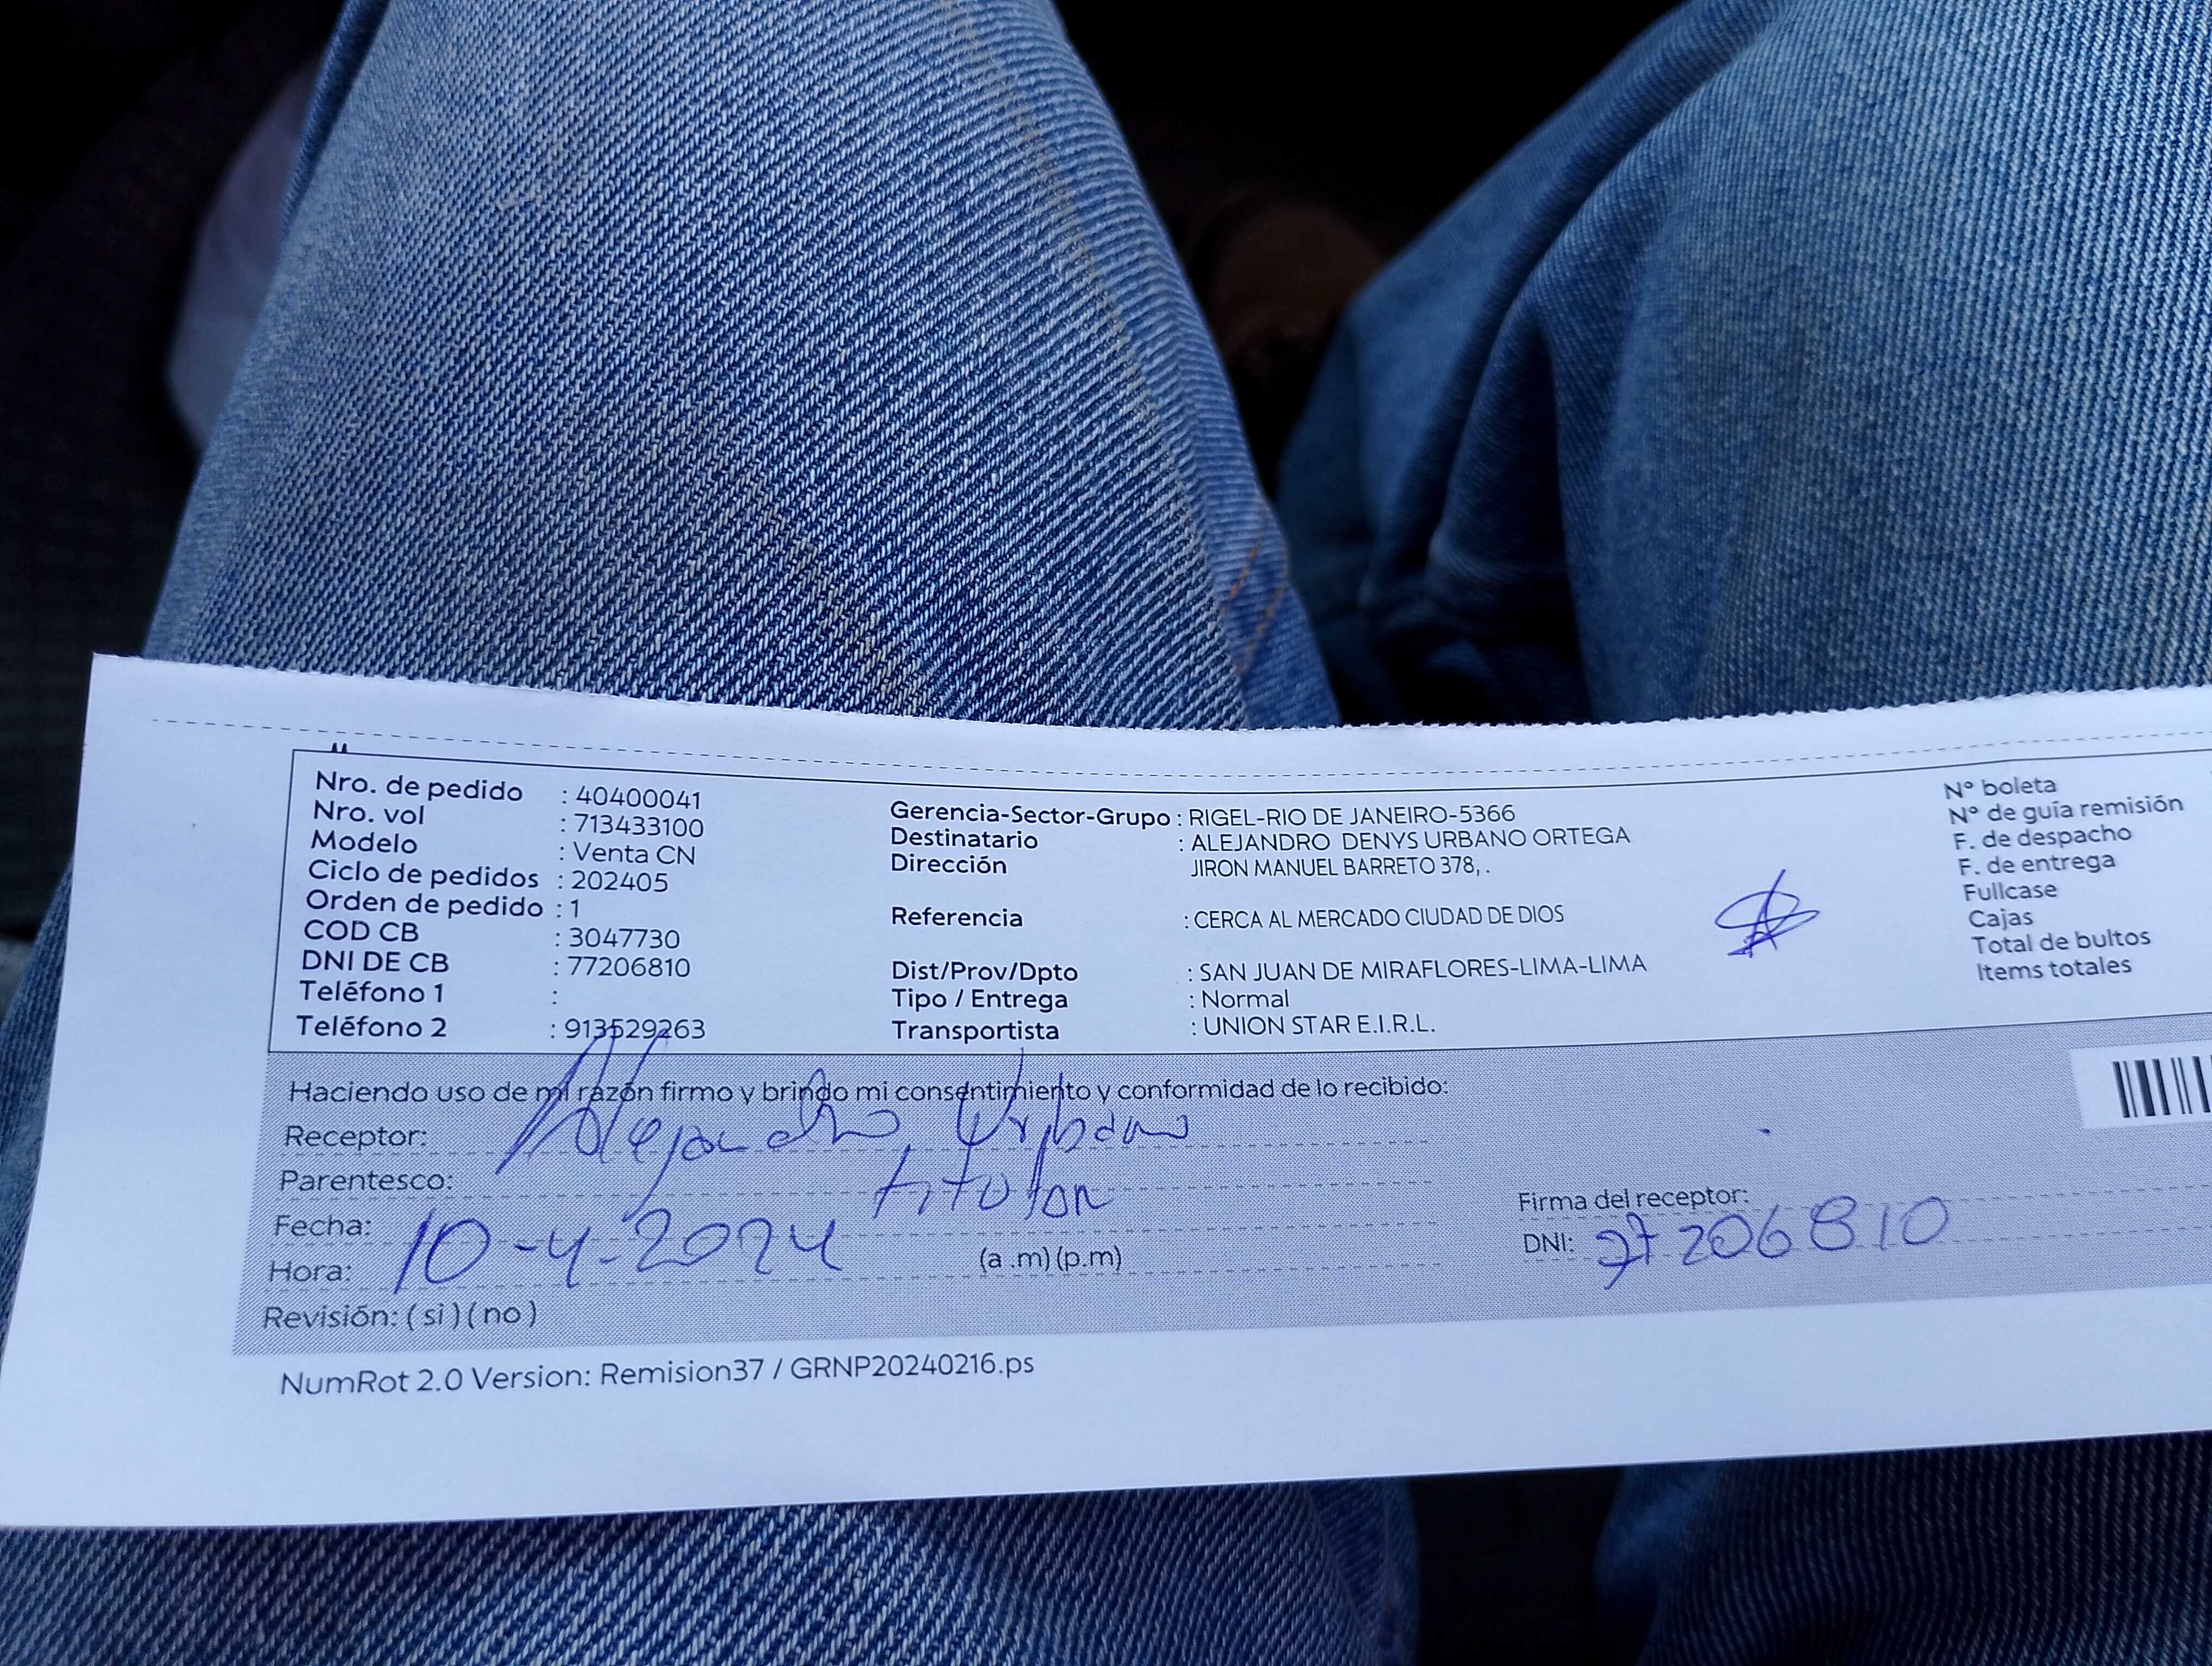 Nro. de pedido : 40400041
Nro. vol : 713433100
Modelo : Venta CN
Ciclo de pedidos : 202405
Orden de pedido : 1
COD CB : 3047730
DNI DE CB : 77206810
Teléfono 1 :
Teléfono 2 : 913529263
Gerencia-Sector-Grupo : RIGEL-RIO DE JANEIRO-5366
Destinatario : ALEJANDRO DENYS URBANO ORTEGA
Dirección JIRON MANUEL BARRETO 378, .
Referencia : CERCA AL MERCADO CIUDAD DE DIOS
Dist/Prov/Dpto : SAN JUAN DE MIRAFLORES-LIMA-LIMA
Tipo / Entrega : Normal
Transportista : UNION STAR E.I.R.L.
N° boleta
N° de guía remisión
F. de despacho
F. de entrega
Fullcase
Cajas
Total de bultos
Items totales
Haciendo uso de mi razón firmo y brindo mi consentimiento y conformidad de lo recibido:
Receptor: Alejandro Urbano
Parentesco: titular
Fecha: 10-4-2024
Hora: (a .m) (p.m)
Revisión: ( si ) ( no )
Firma del receptor:
DNI: 77206810
NumRot 2.0 Version: Remision37 / GRNP20240216.ps